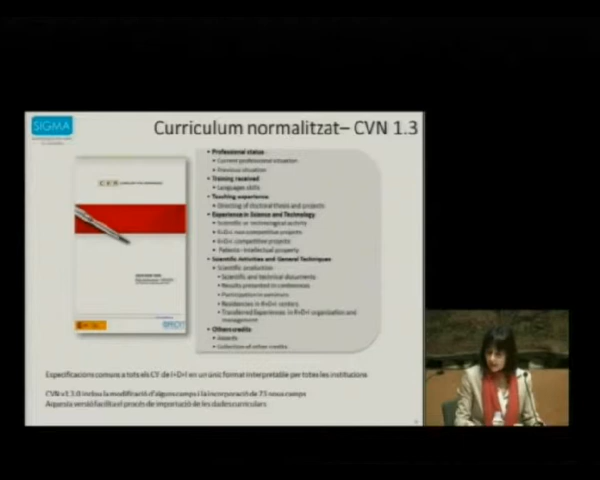 SIGMA
Curriculum normalitzat– CVN 1.3
• Professional status
• Current professional situation
• Previous situation
• Training received
• Languages skills
• Teaching experience
• Directing of doctoral thesis and projects
• Experience in Science and Technology
• Scientific or technological activity
• R+D+i non competitive projects
• R+D+i competitive projects
• Patents - Intellectual property
• Scientific Activities and General Techniques
• Scientific production
• Scientific and technical documents
• Results presented in conferences
• Participation in seminars
• Residencies in R+D+i centers
• Transferred Experiences in R+D+I organization and
management
• Others credits
• Awards
• Collection of other credits
Especificacions comuns a tots els CV de I+D+I en un únic format interpretable per totes les institucions
CVN v1.3.0 inclou la modificació d'alguns camps i la incorporació de 73 nous camps
Aquesta versió facilita el procés de importació de les dades curriculars